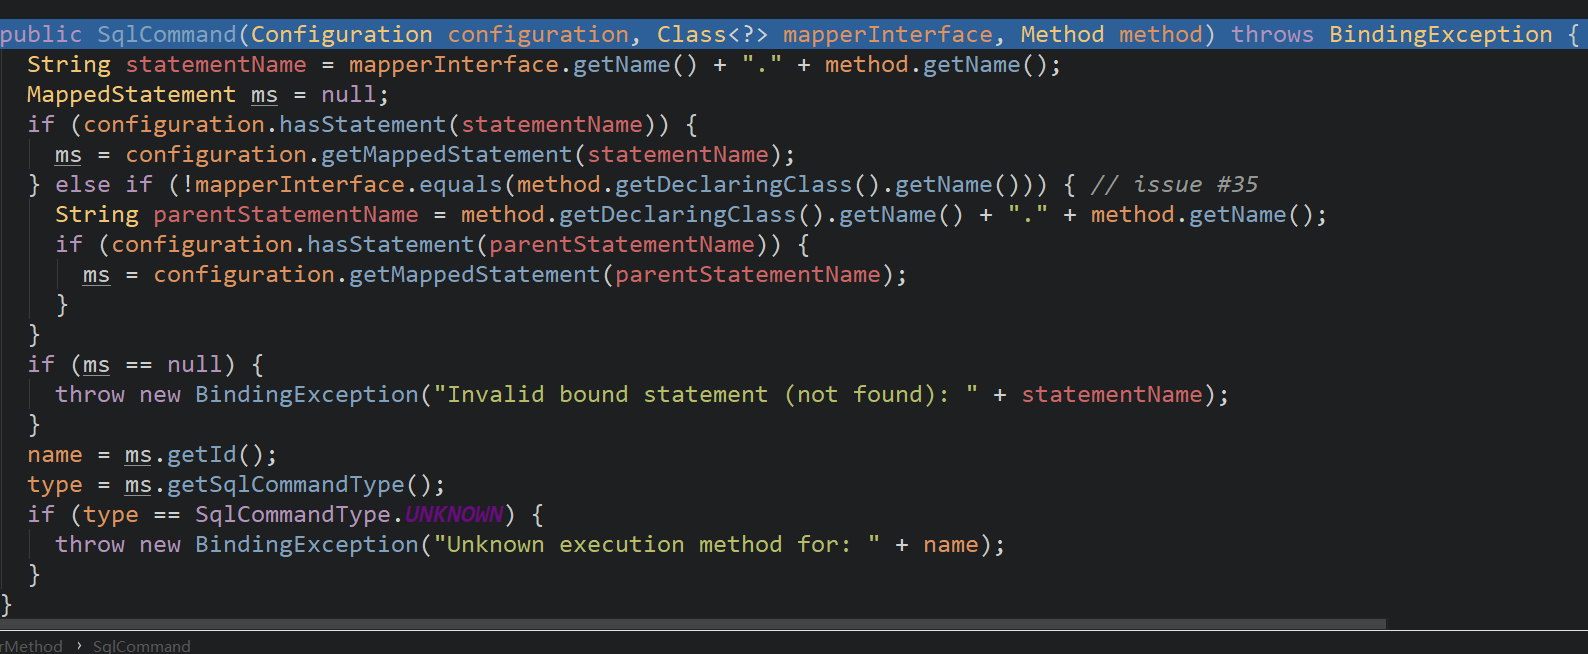 public SqlCommand(Configuration configuration, Class<?> mapperInterface, Method method) throws BindingException {
String statementName = mapperInterface.getName() + "." + method.getName();
MappedStatement ms = null;
if (configuration.hasStatement(statementName)) {
ms = configuration.getMappedStatement(statementName);
} else if (!mapperInterface.equals(method.getDeclaringClass().getName())) { // issue #35
String parentStatementName = method.getDeclaringClass().getName() + "." + method.getName();
if (configuration.hasStatement(parentStatementName)) {
ms = configuration.getMappedStatement(parentStatementName);
}
}
if (ms == null) {
throw new BindingException("Invalid bound statement (not found): " + statementName);
}
name = ms.getId();
type = ms.getSqlCommandType();
if (type == SqlCommandType.UNKNOWN) {
throw new BindingException("Unknown execution method for: " + name);
}
}
rMethod › SqlCommand